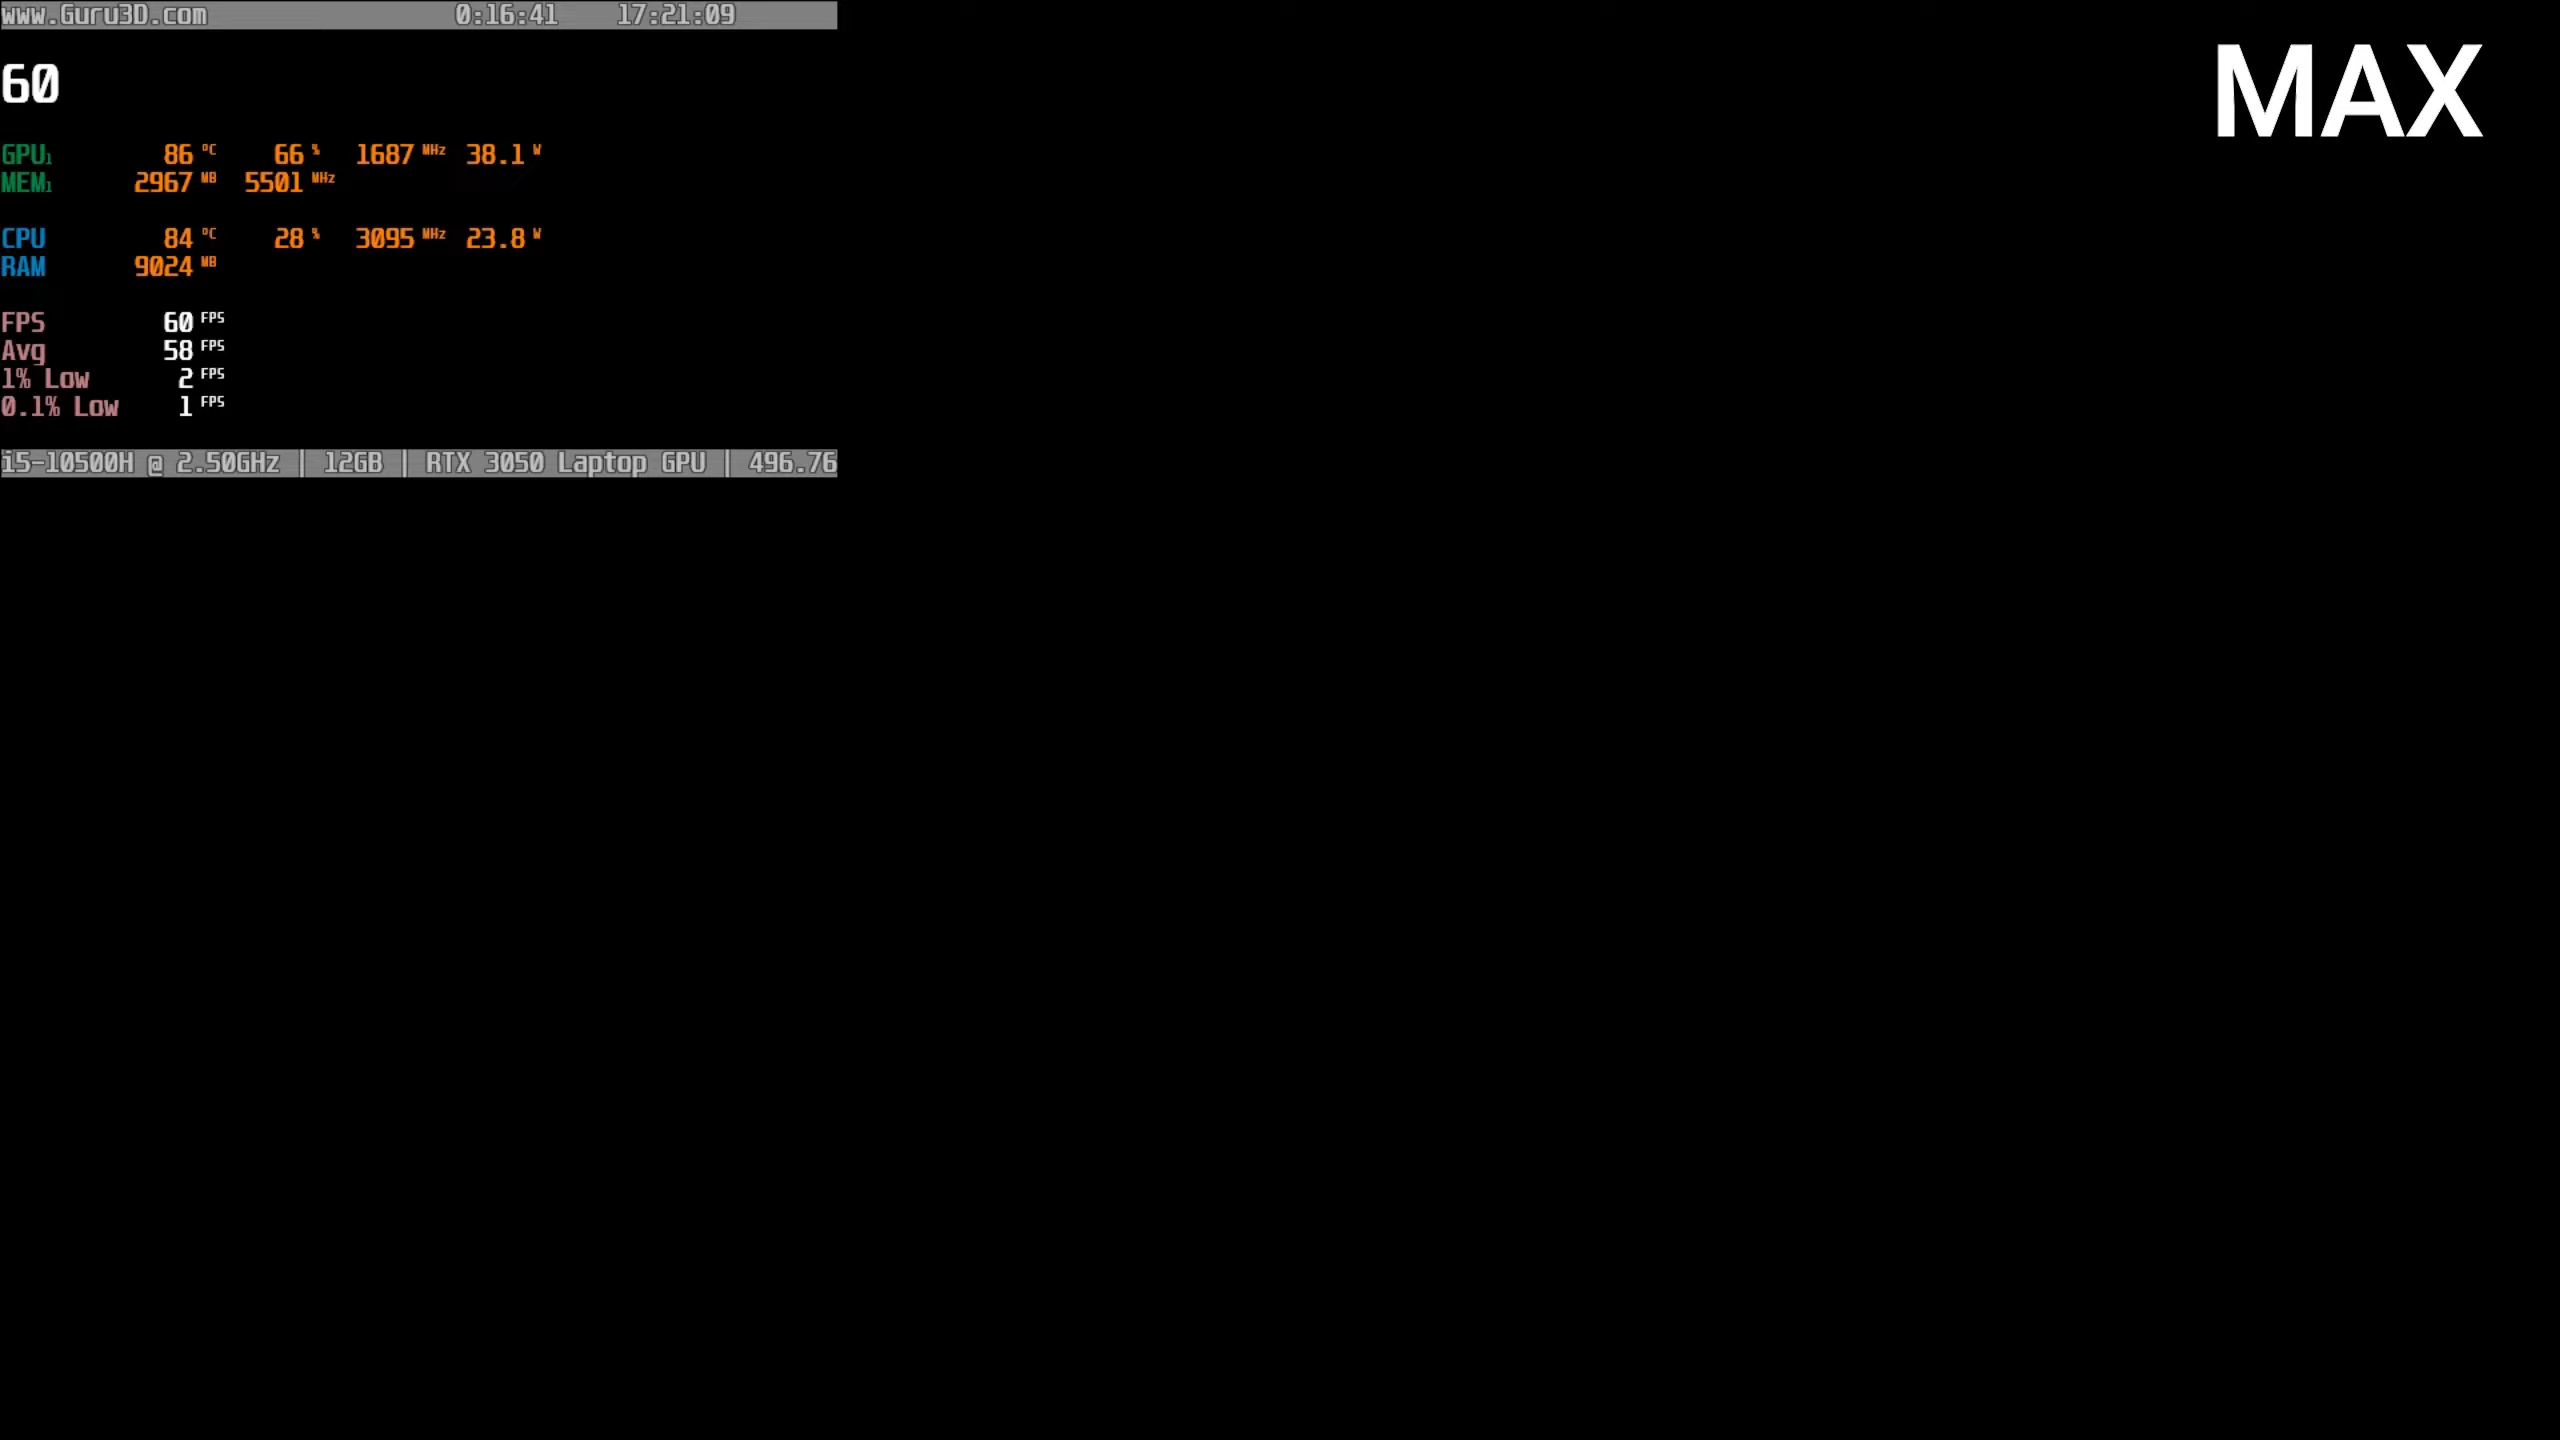 www.Guru3D.com 0:16:41 17:21:09
MAX
60
GPU1 86 °C 66 % 1687 MHz 38.1 W
MEM1 2967 MB 5501 MHz
CPU 84 °C 28 % 3095 MHz 23.8 W
RAM 9024 MB
FPS 60 FPS
Avg 58 FPS
1% Low 2 FPS
0.1% Low 1 FPS
i5-10500H @ 2.50GHz | 12GB | RTX 3050 Laptop GPU | 496.76